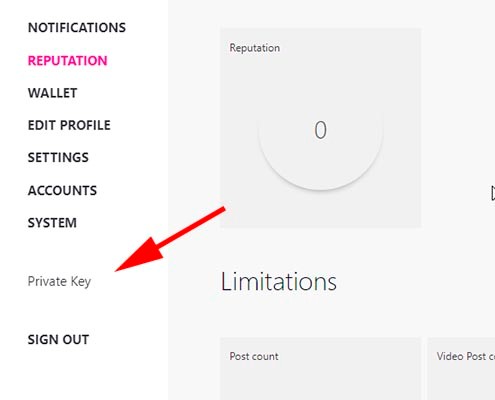 NOTIFICATIONS
REPUTATION
WALLET
EDIT PROFILE
SETTINGS
ACCOUNTS
SYSTEM
Private Key
SIGN OUT
Reputation
0
Limitations
Post count
Video Post c